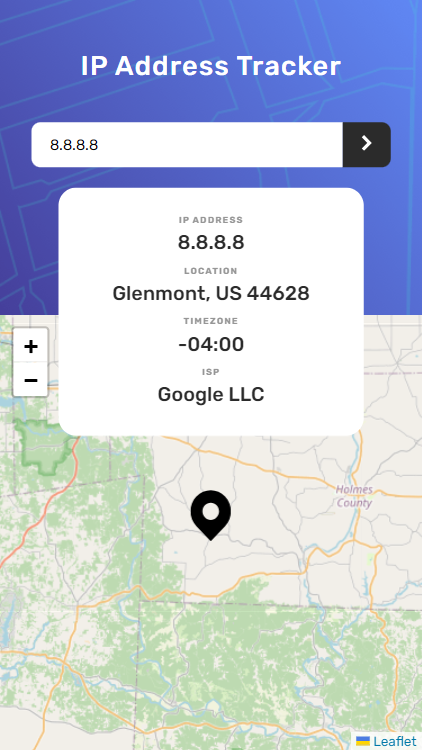 IP Address Tracker
8.8.8.8
IP ADDRESS
8.8.8.8
LOCATION
Glenmont, US 44628
TIMEZONE
-04:00
ISP
Google LLC
+
−
Holmes
County
Leaflet